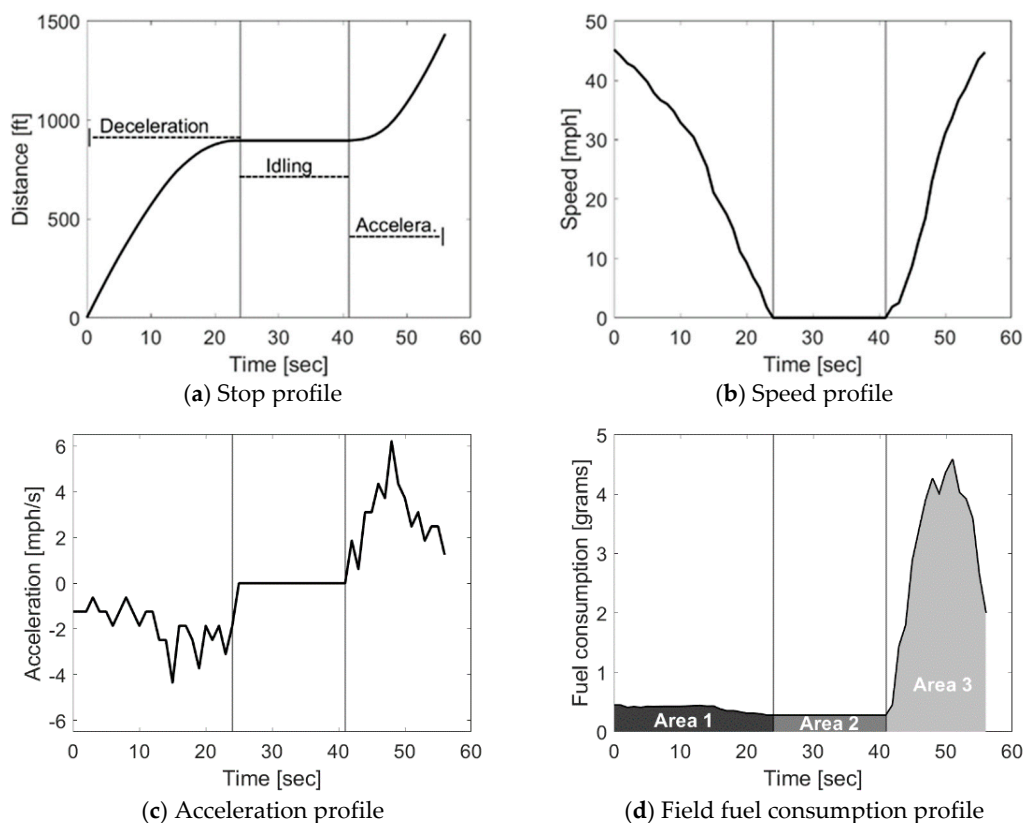 1500
1000
500
0
Distance [ft]
Deceleration
Idling
Accelera.
0 10 20 30 40 50 60
Time [sec]
(a) Stop profile
50
40
30
20
10
0
Speed [mph]
0 10 20 30 40 50 60
Time [sec]
(b) Speed profile
6
4
2
0
-2
-4
-6
Acceleration [mph/s]
0 10 20 30 40 50 60
Time [sec]
(c) Acceleration profile
5
4
3
2
1
0
Fuel consumption [grams]
Area 1
Area 2
Area 3
0 10 20 30 40 50 60
Time [sec]
(d) Field fuel consumption profile